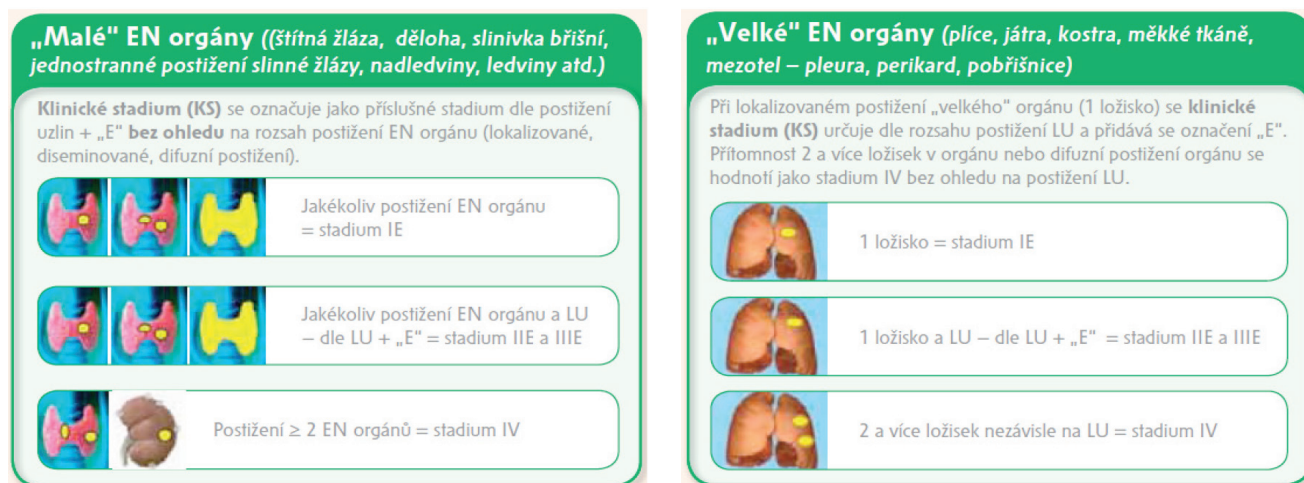 „Malé“ EN orgány ((štítná žláza, děloha, slinivka břišní,
jednostranné postižení slinné žlázy, nadledviny, ledviny atd.)
Klinické stadium (KS) se označuje jako příslušné stadium dle postižení
uzlin + „E“ bez ohledu na rozsah postižení EN orgánu (lokalizované,
diseminované, difuzní postižení).
Jakékoliv postižení EN orgánu
= stadium IE
Jakékoliv postižení EN orgánu a LU
– dle LU + „E“ = stadium IIE a IIIE
Postižení ≥ 2 EN orgánů = stadium IV
„Velké“ EN orgány (plíce, játra, kostra, měkké tkáně,
mezotel – pleura, perikard, pobřišnice)
Při lokalizovaném postižení „velkého“ orgánu (1 ložisko) se klinické
stadium (KS) určuje dle rozsahu postižení LU a přidává se označení „E“.
Přítomnost 2 a více ložisek v orgánu nebo difuzní postižení orgánu se
hodnotí jako stadium IV bez ohledu na postižení LU.
1 ložisko = stadium IE
1 ložisko a LU – dle LU + „E“ = stadium IIE a IIIE
2 a více ložisek nezávisle na LU = stadium IV